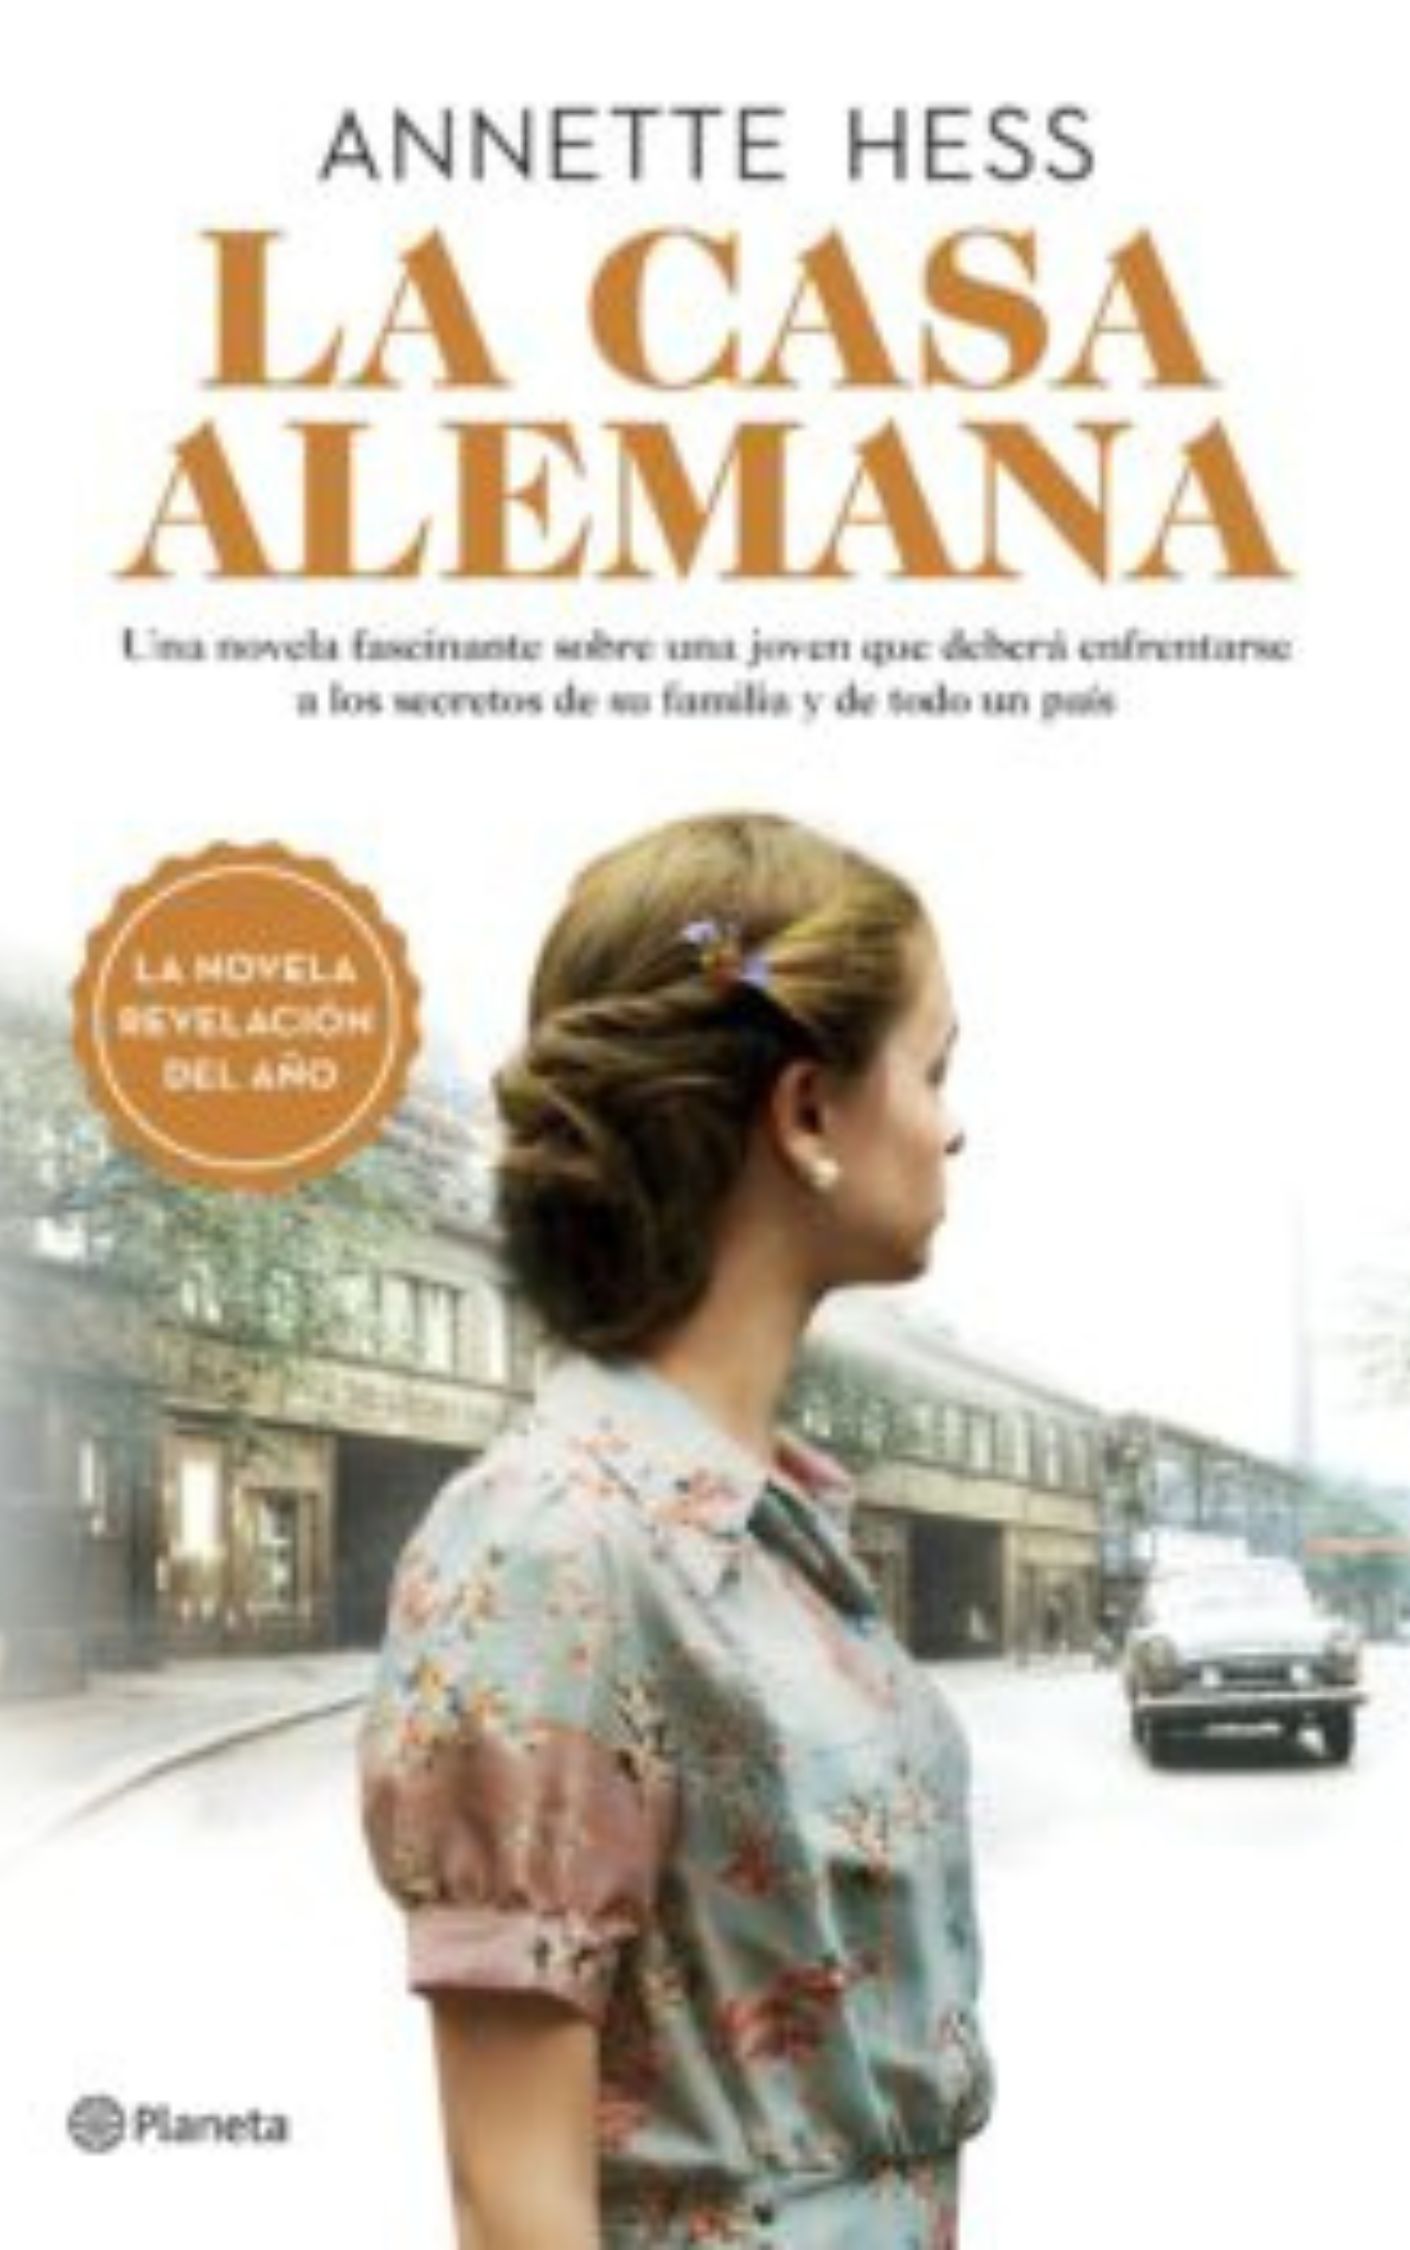 ANNETTE HESS
LA CASA
ALEMANA
Una novela fascinante sobre una joven que deberá enfrentarse
a los secretos de su familia y de todo un país
LA NOVELA
REVELACIÓN
DEL AÑO
Planeta